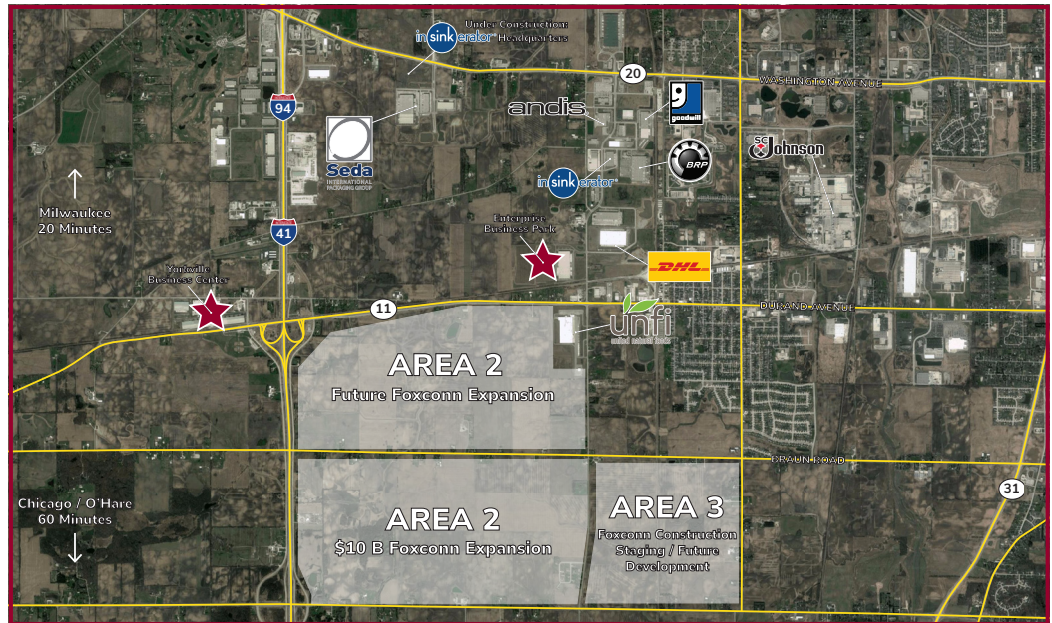 insinkerator
Under Construction:
Headquarters
20
WASHINGTON AVENUE
94
andis
goodwill
Seda
INTERNATIONAL
PACKAGING GROUP
SC Johnson
BRP
insinkerator
Milwaukee
20 Minutes
41
Enterprise
Business Park
DHL
Yorkville
Business Center
11
DURAND AVENUE
unfi
united natural foods
AREA 2
Future Foxconn Expansion
BRAUN ROAD
31
Chicago / O'Hare
60 Minutes
AREA 2
$10 B Foxconn Expansion
AREA 3
Foxconn Construction
Staging / Future
Development